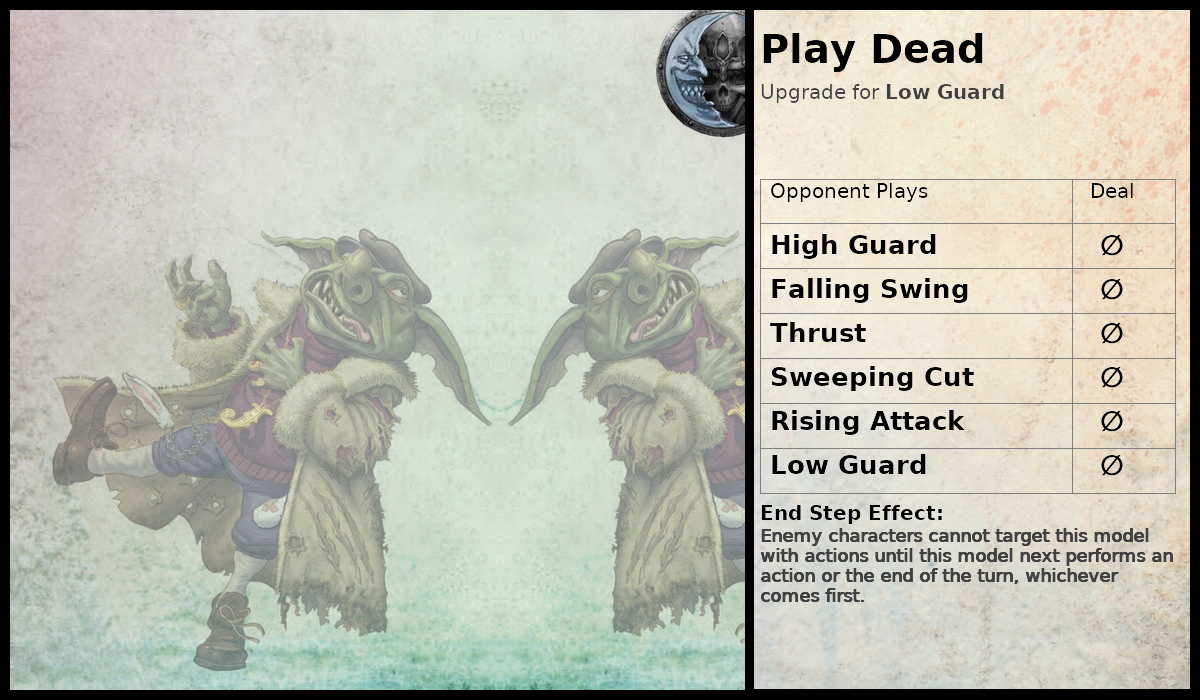 Play Dead
Upgrade for Low Guard
Opponent Plays Deal
High Guard ∅
Falling Swing ∅
Thrust ∅
Sweeping Cut ∅
Rising Attack ∅
Low Guard ∅
End Step Effect:
Enemy characters cannot target this model
with actions until this model next performs an
action or the end of the turn, whichever
comes first.